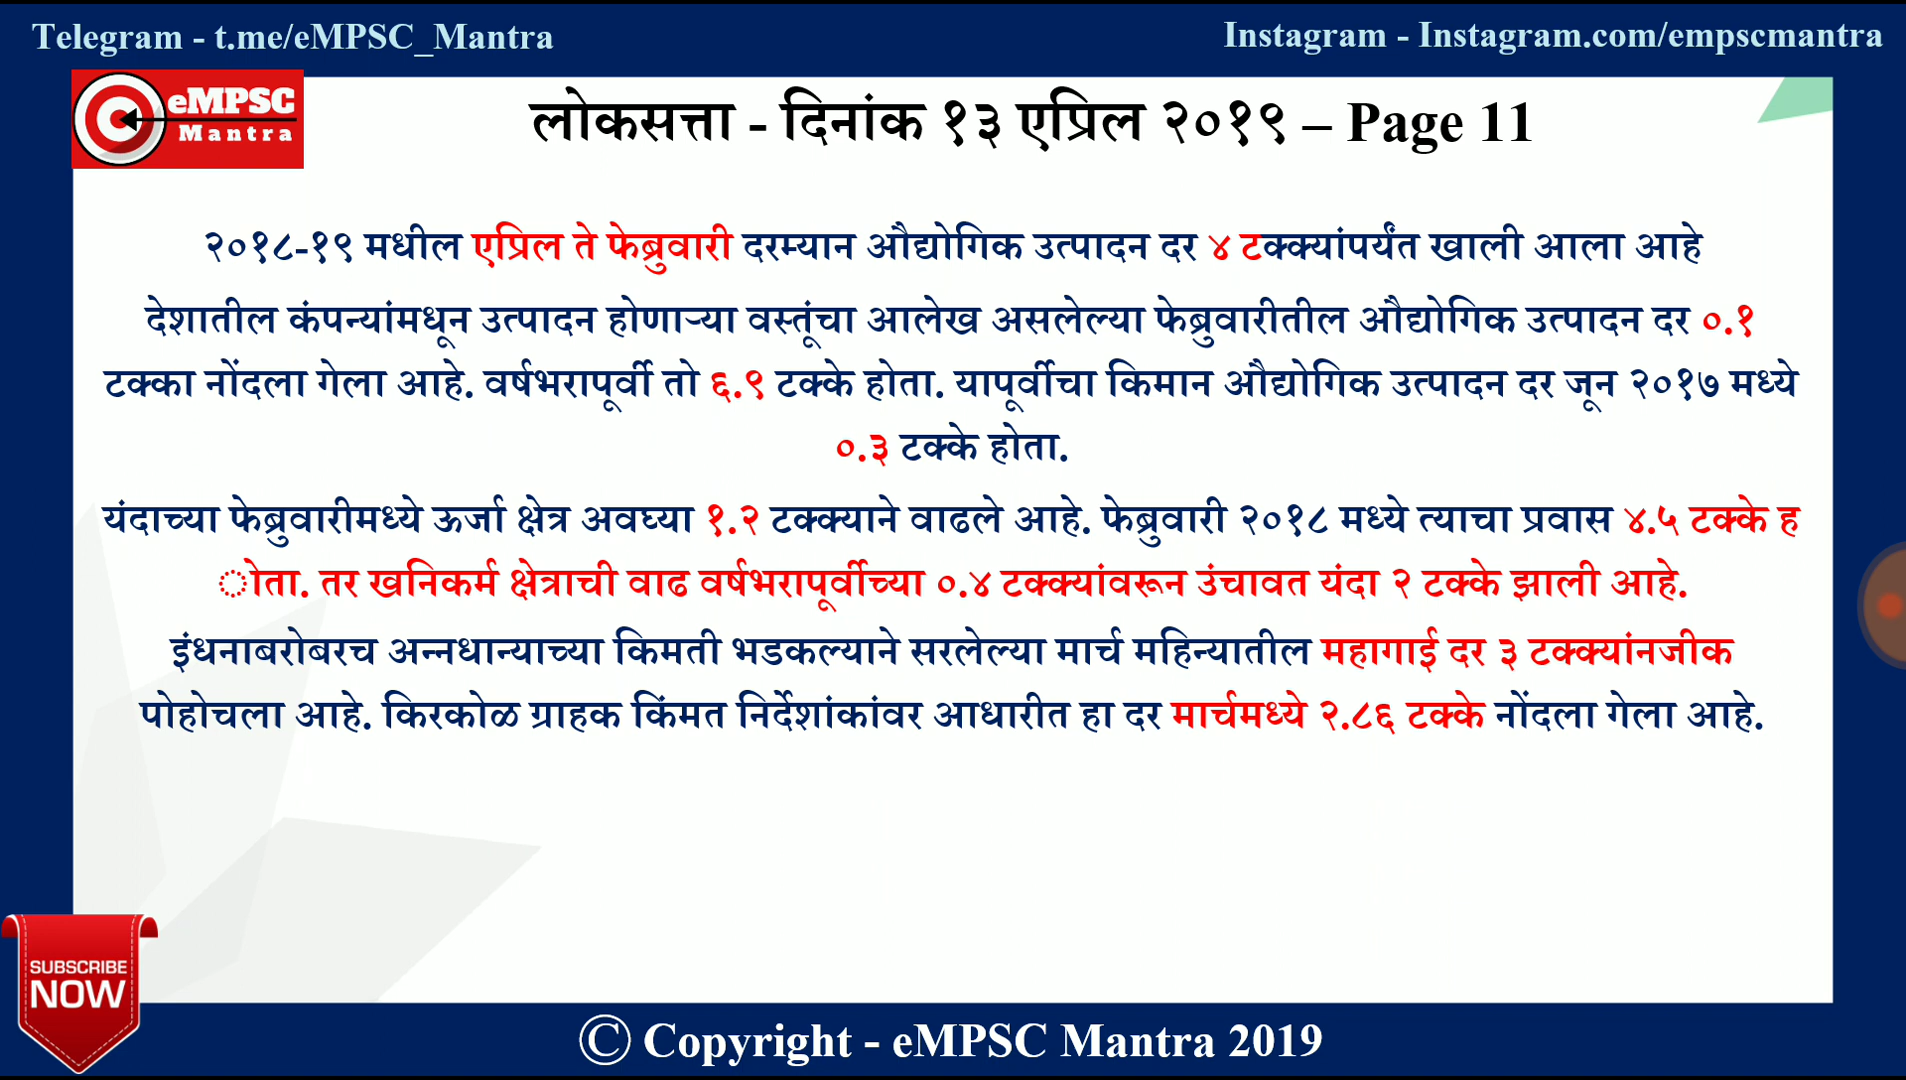 Telegram - t.me/eMPSC_Mantra
Instagram - Instagram.com/empscmantra
eMPSC
Mantra
लोकसत्ता - दिनांक १३ एप्रिल २०१९ – Page 11
२०१८-१९ मधील एप्रिल ते फेब्रुवारी दरम्यान औद्योगिक उत्पादन दर ४ टक्क्यांपर्यंत खाली आला आहे
देशातील कंपन्यांमधून उत्पादन होणाऱ्या वस्तूंचा आलेख असलेल्या फेब्रुवारीतील औद्योगिक उत्पादन दर ०.१
टक्का नोंदला गेला आहे. वर्षभरापूर्वी तो ६.९ टक्के होता. यापूर्वीचा किमान औद्योगिक उत्पादन दर जून २०१७ मध्ये
०.३ टक्के होता.
यंदाच्या फेब्रुवारीमध्ये ऊर्जा क्षेत्र अवघ्या १.२ टक्क्याने वाढले आहे. फेब्रुवारी २०१८ मध्ये त्याचा प्रवास ४.५ टक्के ह
ोता. तर खनिकर्म क्षेत्राची वाढ वर्षभरापूर्वीच्या ०.४ टक्क्यांवरून उंचावत यंदा २ टक्के झाली आहे.
इंधनाबरोबरच अन्नधान्याच्या किमती भडकल्याने सरलेल्या मार्च महिन्यातील महागाई दर ३ टक्क्यांनजीक
पोहोचला आहे. किरकोळ ग्राहक किंमत निर्देशांकांवर आधारीत हा दर मार्चमध्ये २.८६ टक्के नोंदला गेला आहे.
SUBSCRIBE
NOW
© Copyright - eMPSC Mantra 2019